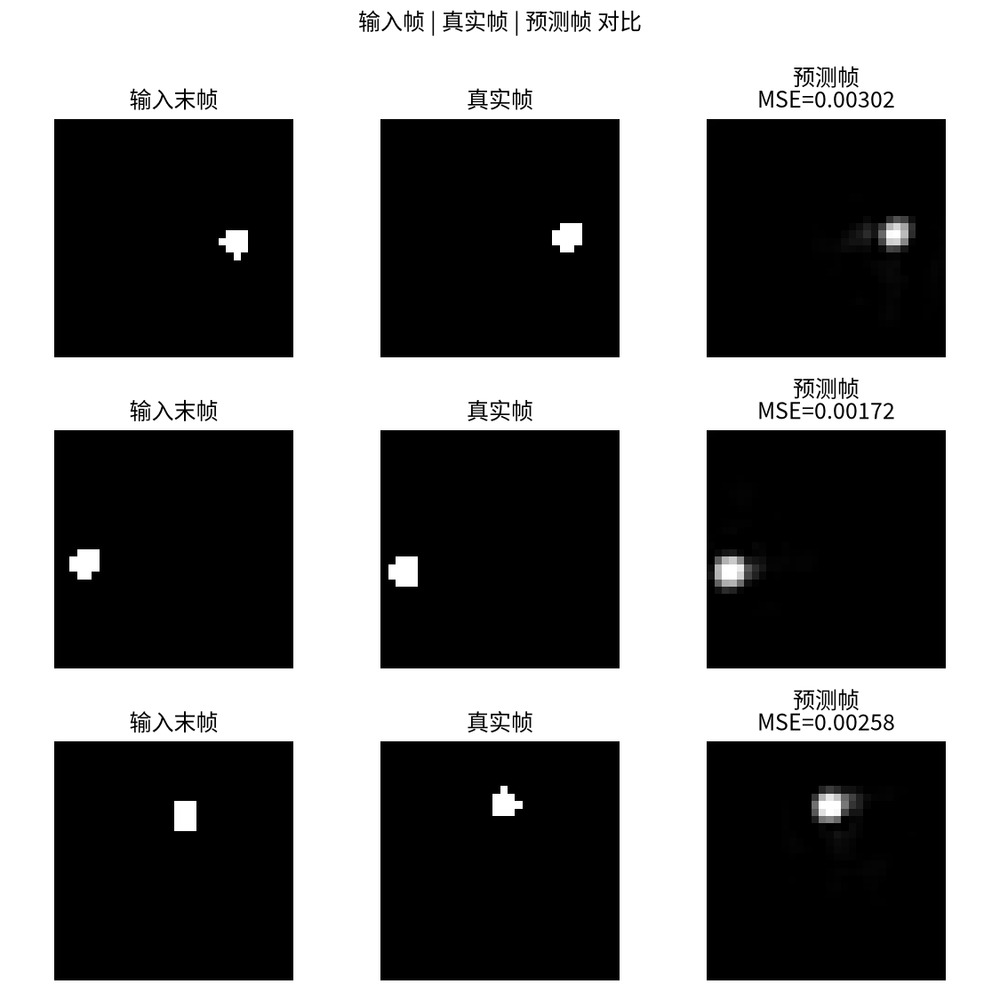 输入帧 | 真实帧 | 预测帧 对比
输入末帧
真实帧
预测帧
MSE=0.00302
输入末帧
真实帧
预测帧
MSE=0.00172
输入末帧
真实帧
预测帧
MSE=0.00258